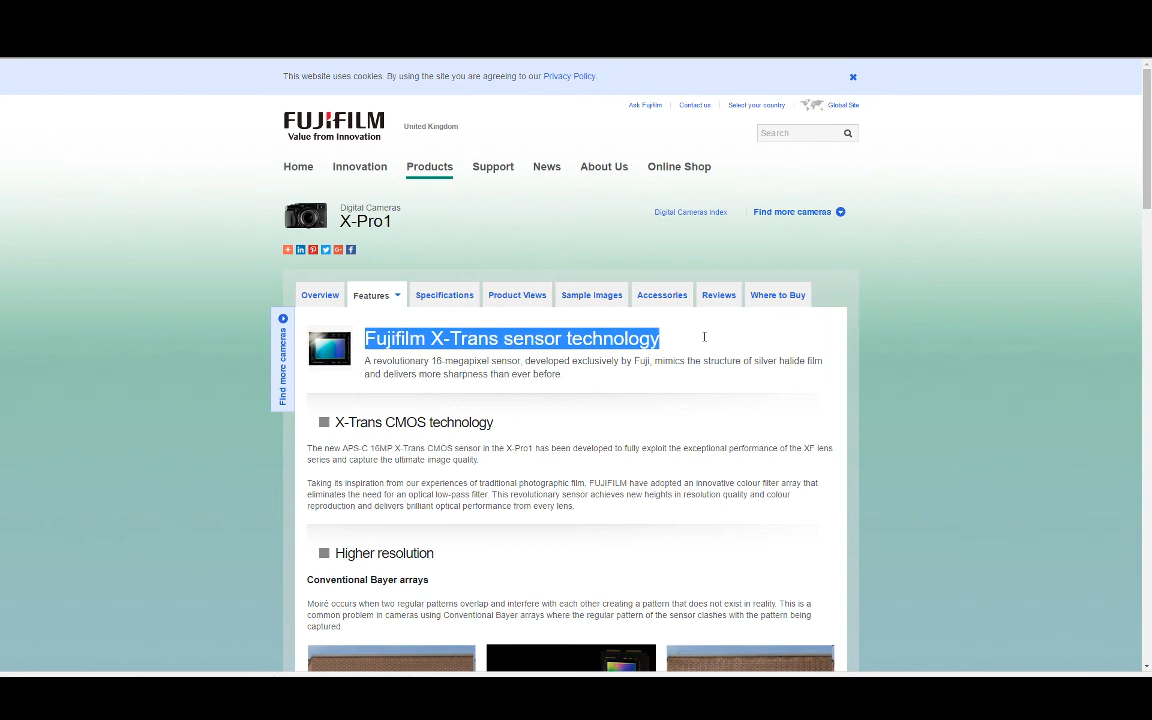 This website uses cookies. By using the site you are agreeing to our Privacy Policy.
Ask Fujifilm
Contact us
Select your country
Global Site
FUJIFILM
Value from Innovation
United Kingdom
Search
Home
Innovation
Products
Support
News
About Us
Online Shop
Digital Cameras
X-Pro1
Digital Cameras Index
Find more cameras
Overview
Features
Specifications
Product Views
Sample Images
Accessories
Reviews
Where to Buy
Find more cameras
Fujifilm X-Trans sensor technology
A revolutionary 16-megapixel sensor, developed exclusively by Fuji, mimics the structure of silver halide film
and delivers more sharpness than ever before
X-Trans CMOS technology
The new APS-C 16MP X-Trans CMOS sensor in the X-Pro1 has been developed to fully exploit the exceptional performance of the XF lens
series and capture the ultimate image quality.
Taking its inspiration from our experiences of traditional photographic film, FUJIFILM have adopted an innovative colour filter array that
eliminates the need for an optical low-pass filter. This revolutionary sensor achieves new heights in resolution quality and colour
reproduction and delivers brilliant optical performance from every lens.
Higher resolution
Conventional Bayer arrays
Moiré occurs when two regular patterns overlap and interfere with each other creating a pattern that does not exist in reality. This is a
common problem in cameras using Conventional Bayer arrays where the regular pattern of the sensor clashes with the pattern being
captured.